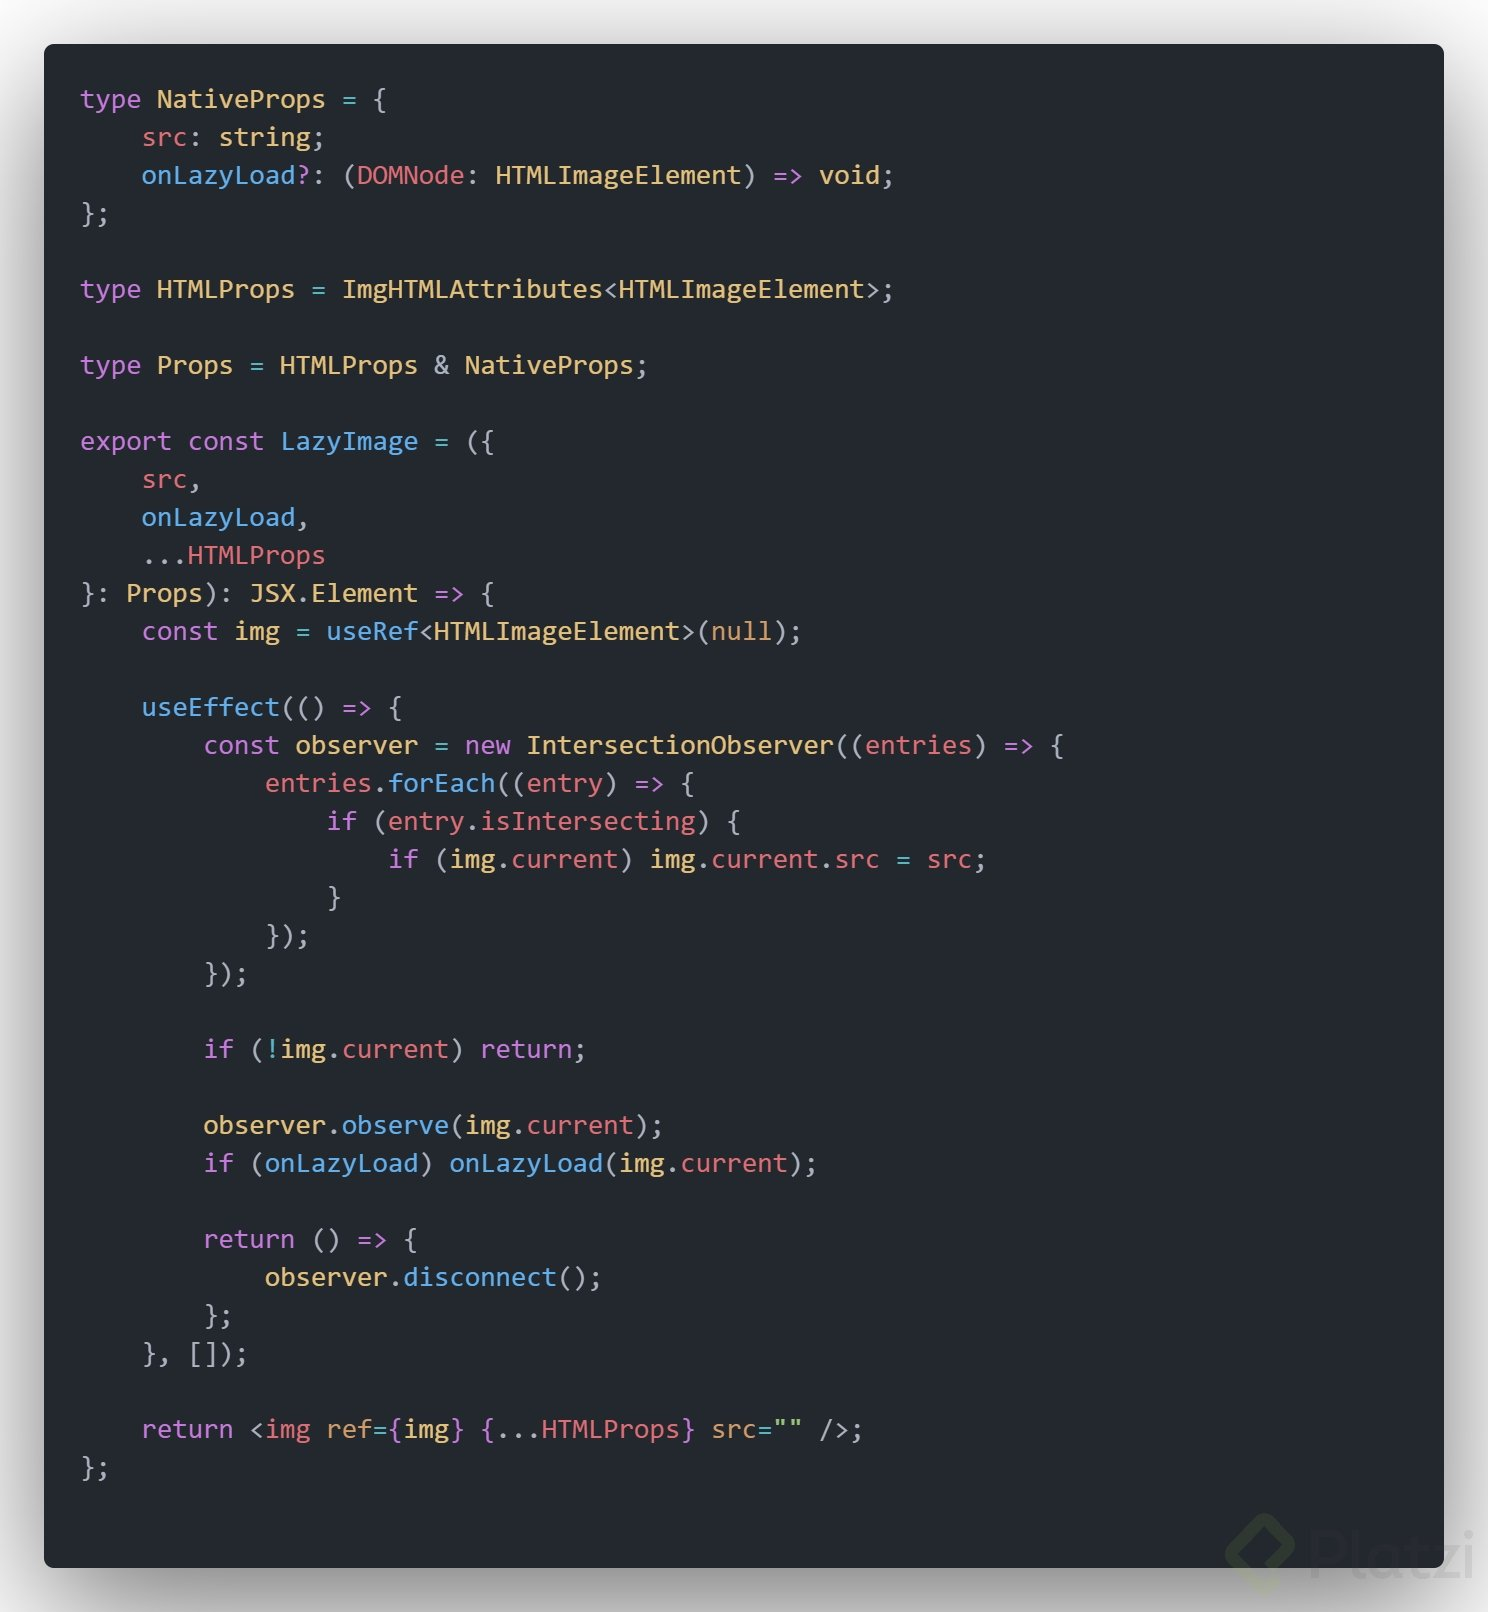 type NativeProps = {
    src: string;
    onLazyLoad?: (DOMNode: HTMLImageElement) => void;
};

type HTMLProps = ImgHTMLAttributes<HTMLImageElement>;

type Props = HTMLProps & NativeProps;

export const LazyImage = ({
    src,
    onLazyLoad,
    ...HTMLProps
}: Props): JSX.Element => {
    const img = useRef<HTMLImageElement>(null);

    useEffect(() => {
        const observer = new IntersectionObserver((entries) => {
            entries.forEach((entry) => {
                if (entry.isIntersecting) {
                    if (img.current) img.current.src = src;
                }
            });
        });

        if (!img.current) return;

        observer.observe(img.current);
        if (onLazyLoad) onLazyLoad(img.current);

        return () => {
            observer.disconnect();
        };
    }, []);

    return <img ref={img} {...HTMLProps} src="" />;
};
Platzi